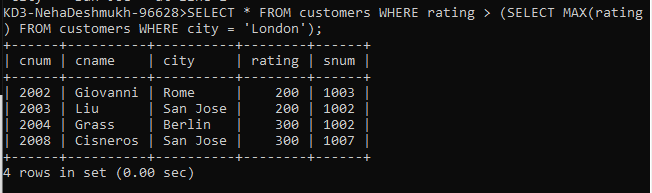 KD3-NehaDeshmukh-96628>SELECT * FROM customers WHERE rating > (SELECT MAX(rating
) FROM customers WHERE city = 'London');
+------+----------+----------+--------+------+
| cnum | cname    | city     | rating | snum |
+------+----------+----------+--------+------+
| 2002 | Giovanni | Rome     |    200 | 1003 |
| 2003 | Liu      | San Jose |    200 | 1002 |
| 2004 | Grass    | Berlin   |    300 | 1002 |
| 2008 | Cisneros | San Jose |    300 | 1007 |
+------+----------+----------+--------+------+
4 rows in set (0.00 sec)